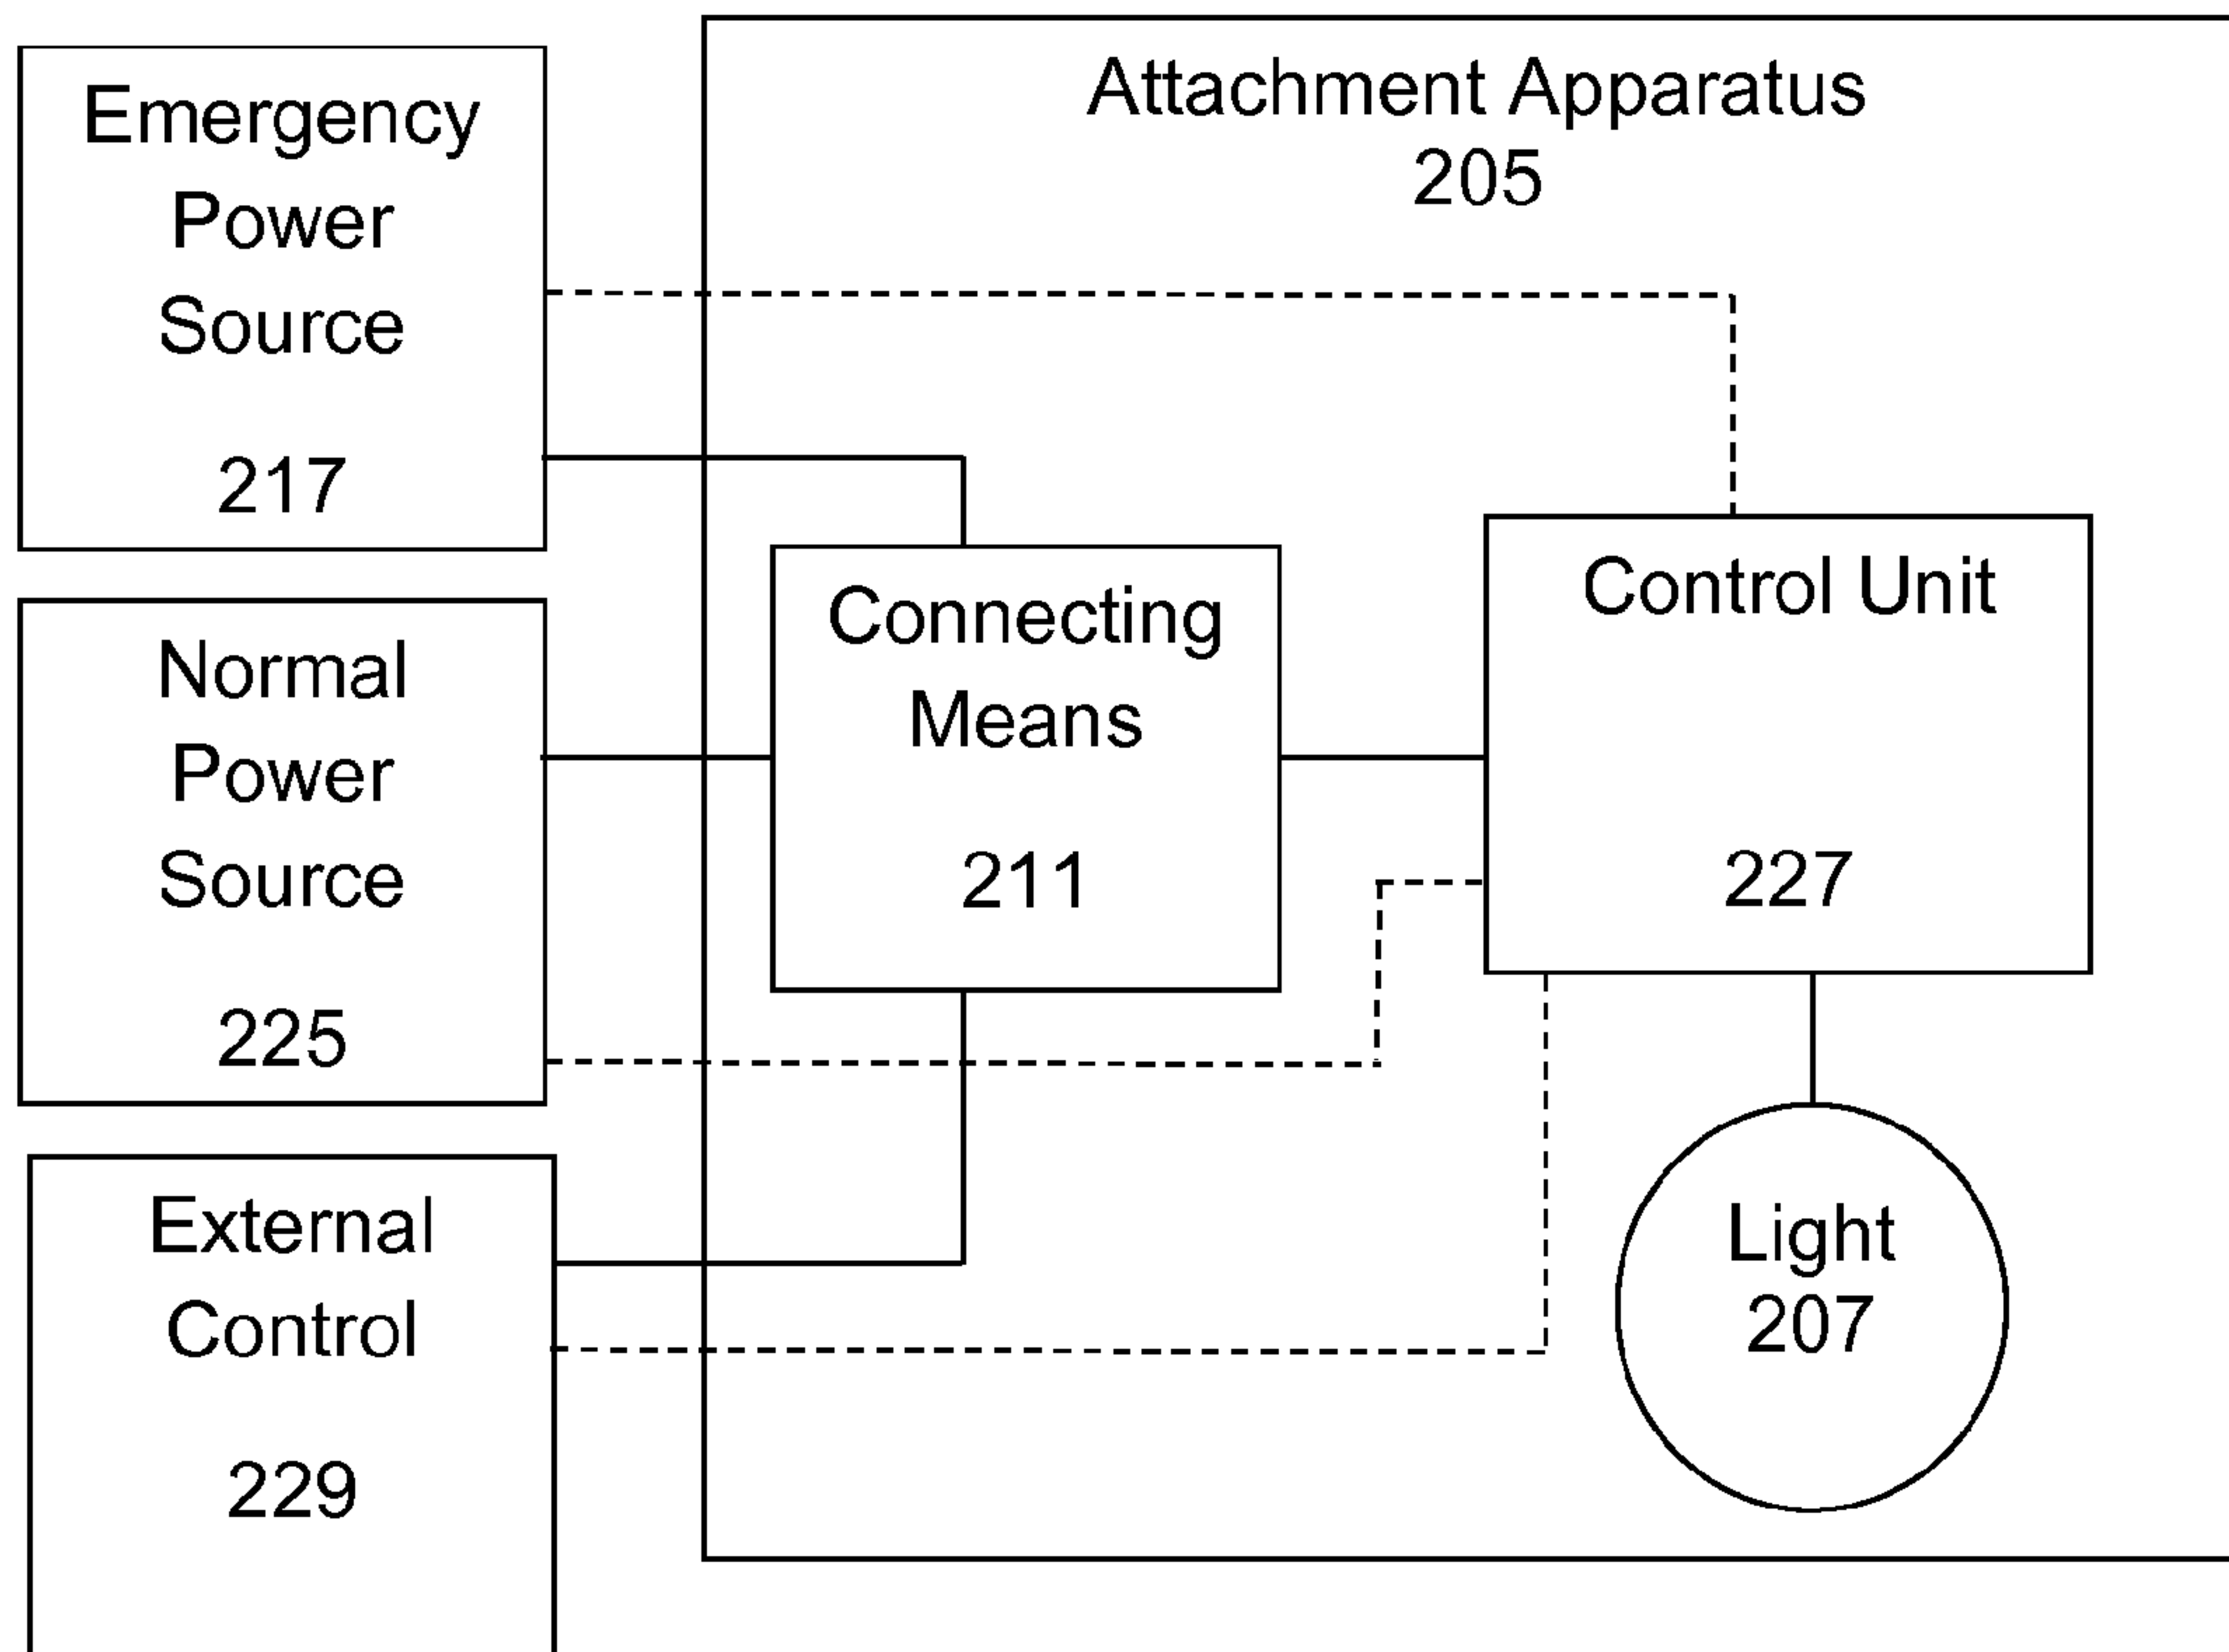 Emergency
Power
Source
217
Normal
Power
Source
225
External
Control
229
Attachment Apparatus
205
Connecting
Means
211
Control Unit
227
Light
207